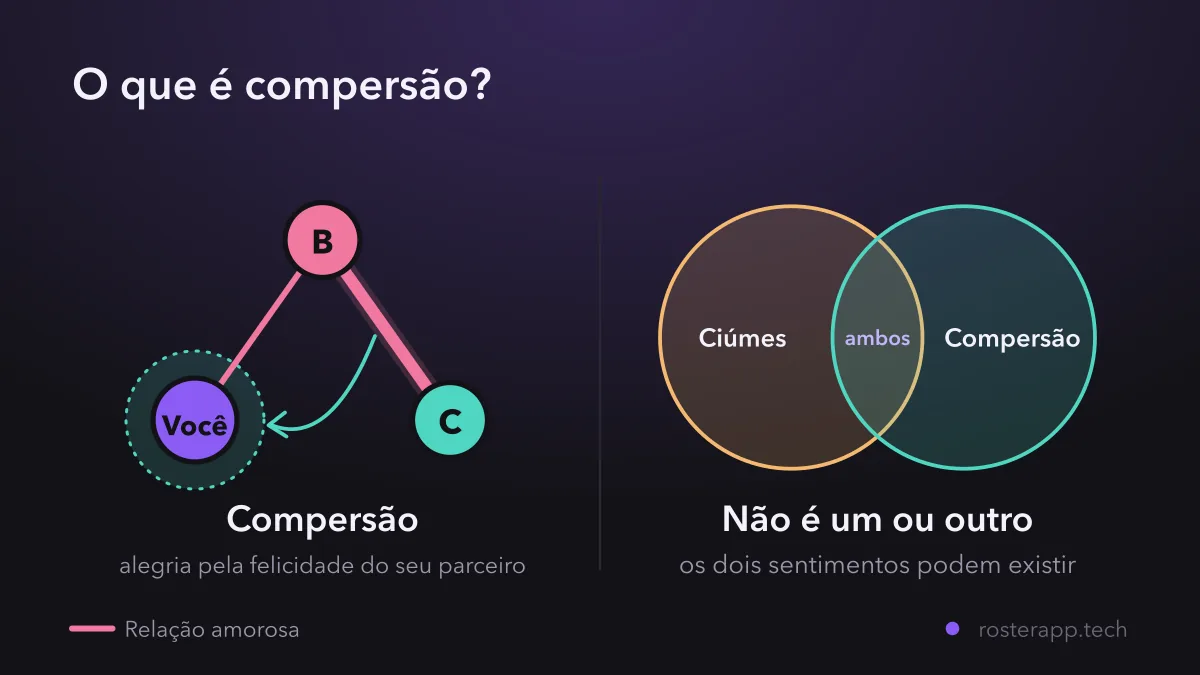 O que é compersão?
B
Você
C
Compersão
alegria pela felicidade do seu parceiro
Ciúmes
ambos
Compersão
Não é um ou outro
os dois sentimentos podem existir
Relação amorosa
rosterapp.tech